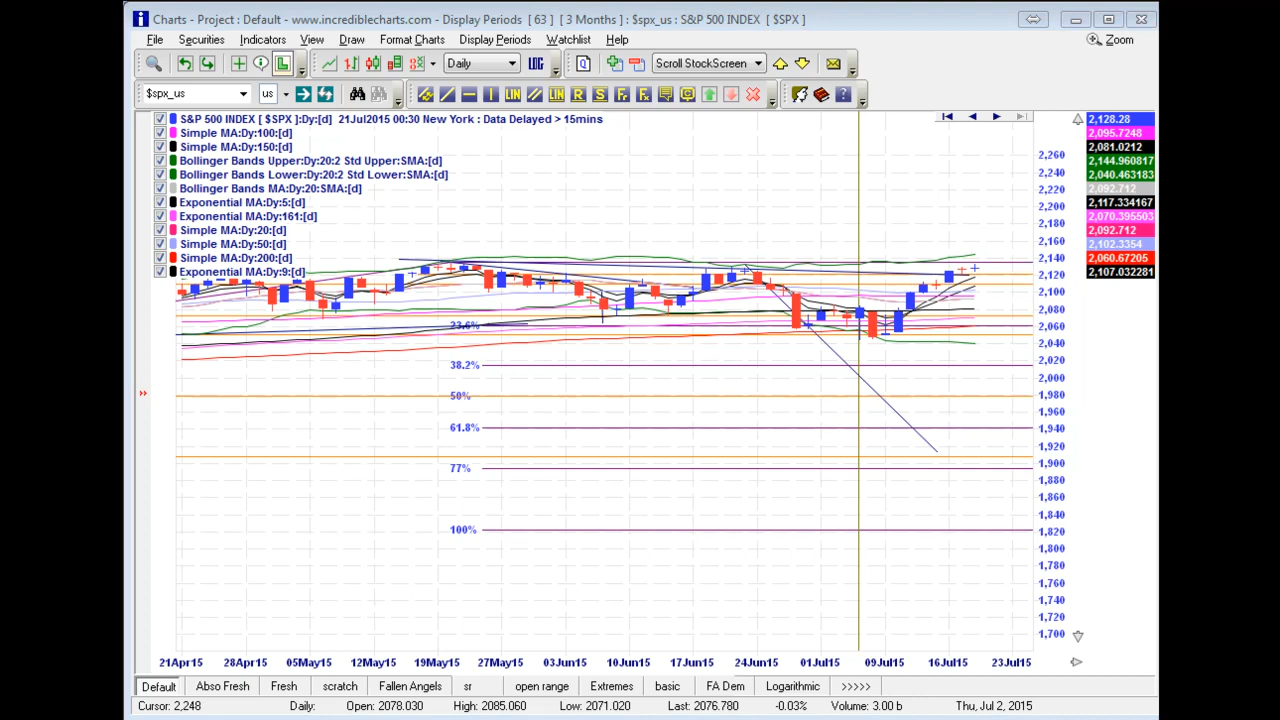 Charts - Project : Default - www.incrediblecharts.com - Display Periods [ 63 ] [ 3 Months ] : $spx_us : S&P 500 INDEX [ $SPX ]
File Securities Indicators View Draw Format Charts Display Periods Watchlist Help Zoom
Daily LOG Q Scroll StockScreen
$spx_us us LIN LIN R S
S&P 500 INDEX [ $SPX ]:Dy:[d] 21Jul2015 00:30 New York : Data Delayed > 15mins
Simple MA:Dy:100:[d]
Simple MA:Dy:150:[d]
Bollinger Bands Upper:Dy:20:2 Std Upper:SMA:[d]
Bollinger Bands Lower:Dy:20:2 Std Lower:SMA:[d]
Bollinger Bands MA:Dy:20:SMA:[d]
Exponential MA:Dy:5:[d]
Exponential MA:Dy:161:[d]
Simple MA:Dy:20:[d]
Simple MA:Dy:50:[d]
Simple MA:Dy:200:[d]
Exponential MA:Dy:9:[d]
2,128.28
2,095.7248
2,081.0212
2,144.960817
2,040.463183
2,092.712
2,117.334167
2,070.395503
2,092.712
2,102.3354
2,060.67205
2,107.032281
2,260
2,240
2,220
2,200
2,180
2,160
2,140
2,120
2,100
2,080
2,060
2,040
2,020
2,000
1,980
1,960
1,940
1,920
1,900
1,880
1,860
1,840
1,820
1,800
1,780
1,760
1,740
1,720
1,700
23.6%
38.2%
50%
61.8%
77%
100%
21Apr15 28Apr15 05May15 12May15 19May15 27May15 03Jun15 10Jun15 17Jun15 24Jun15 01Jul15 09Jul15 16Jul15 23Jul15
Default Abso Fresh Fresh scratch Fallen Angels sr open range Extremes basic FA Dem Logarithmic >>>>>
Cursor: 2,248 Daily: Open: 2078.030 High: 2085.060 Low: 2071.020 Last: 2076.780 -0.03% Volume: 3.00 b Thu, Jul 2, 2015